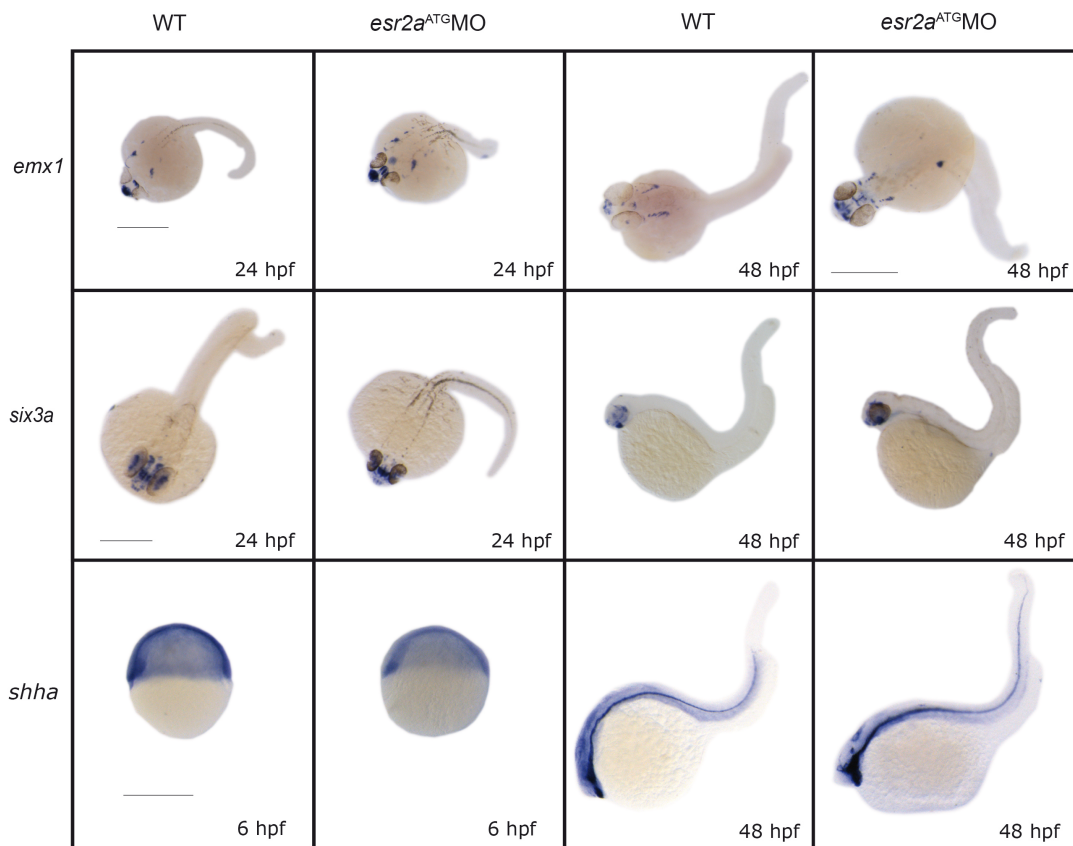 WT esr2aᴬᵀᴳMO WT esr2aᴬᵀᴳMO
emx1
24 hpf 24 hpf 48 hpf 48 hpf
six3a
24 hpf 24 hpf 48 hpf 48 hpf
shha
6 hpf 6 hpf 48 hpf 48 hpf